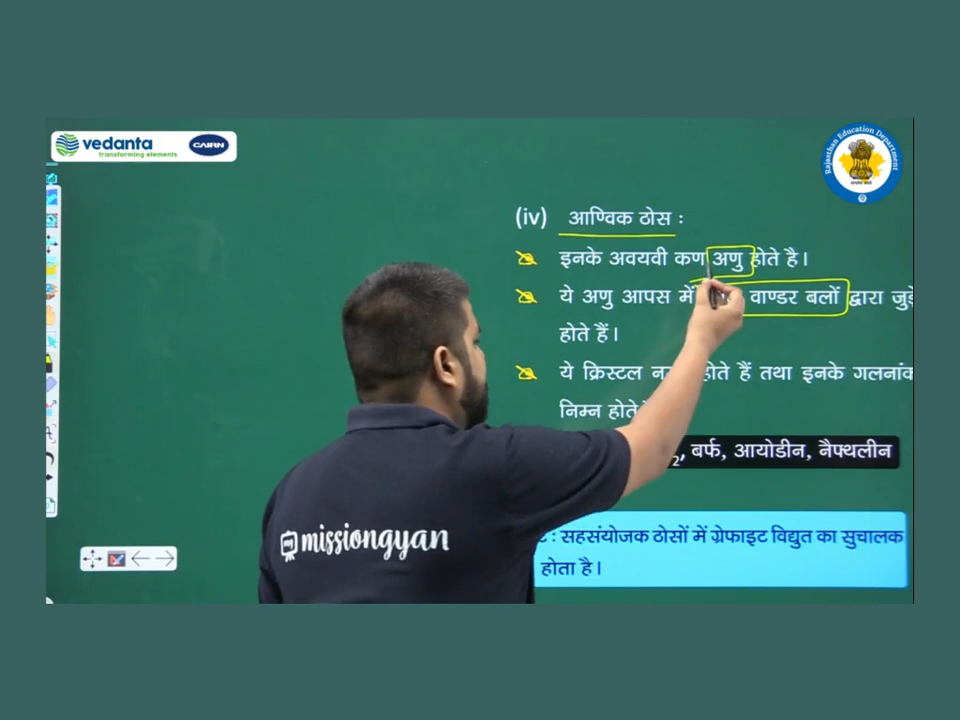 vedanta
transforming elements
CAIRN
Rajasthan Education Department
(iv) आण्विक ठोस :
इनके अवयवी कण अणु होते है।
ये अणु आपस में वाण्डर बलों द्वारा
होते हैं।
ये क्रिस्टल होते हैं तथा इनके गलनांक
निम्न होते
बर्फ, आयोडीन, नैफ्थलीन
: सहसंयोजक ठोसों में ग्रेफाइट विद्युत का सुचालक
होता है।
missiongyan